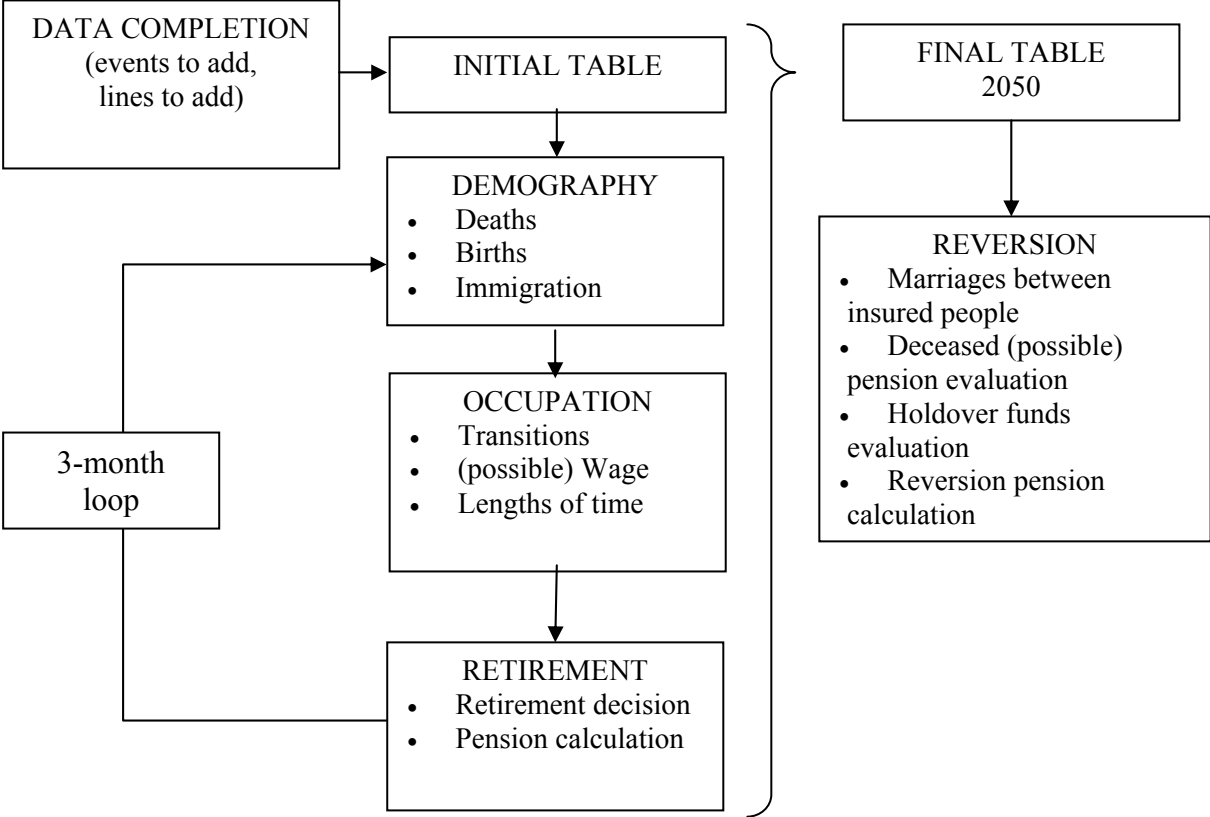 DATA COMPLETION
(events to add,
lines to add)
INITIAL TABLE
DEMOGRAPHY
• Deaths
• Births
• Immigration
OCCUPATION
• Transitions
• (possible) Wage
• Lengths of time
3-month
loop
RETIREMENT
• Retirement decision
• Pension calculation
FINAL TABLE
2050
REVERSION
• Marriages between
insured people
• Deceased (possible)
pension evaluation
• Holdover funds
evaluation
• Reversion pension
calculation